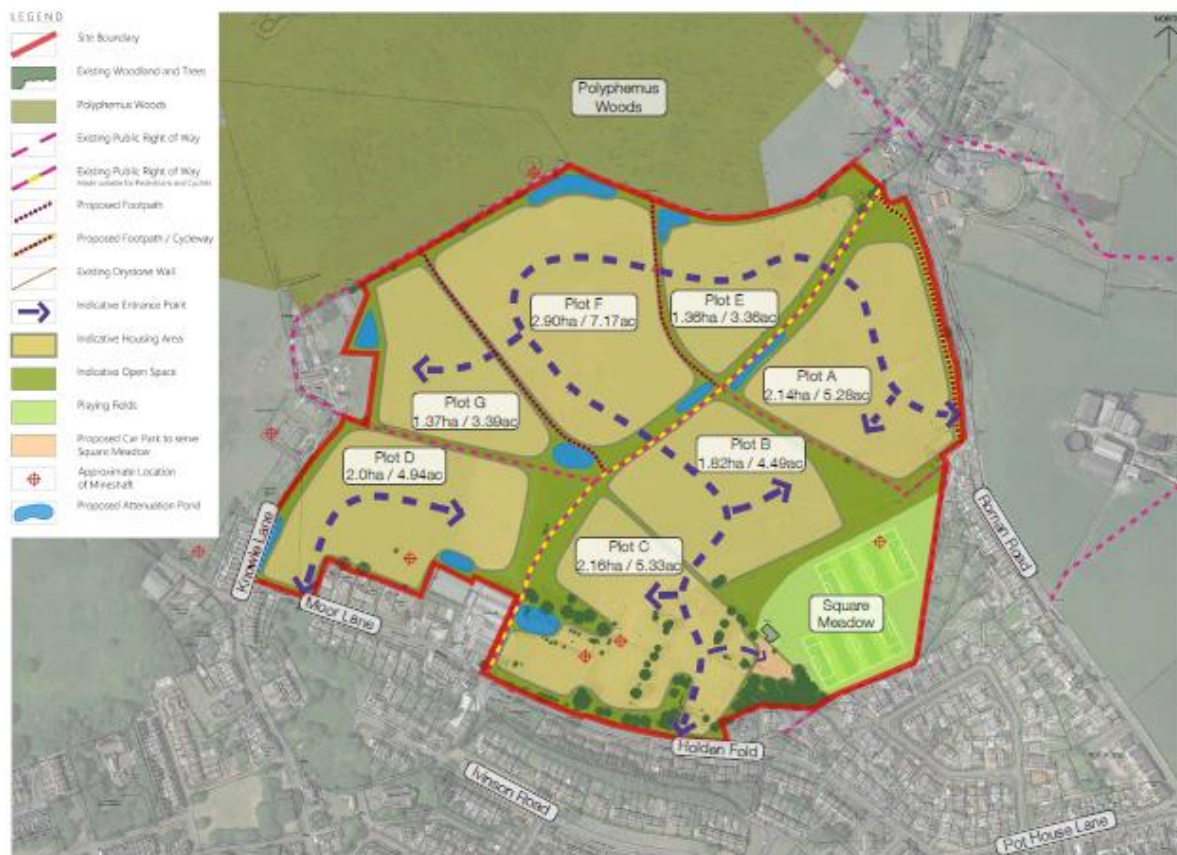 LEGEND
Site Boundary
Existing Woodland and Trees
Polyphemus Woods
Existing Public Right of Way
Existing Public Right of Way
Proposed Footpath
Proposed Footpath / Cycleway
Existing Drystone Wall
Indicative Entrance Point
Indicative Housing Area
Indicative Open Space
Playing Fields
Proposed Car Park to serve
Square Meadow
Approximate Location
of Mineshaft
Proposed Attenuation Pond
NORTH
Polyphemus
Woods
Plot F
2.90ha / 7.17ac
Plot E
1.36ha / 3.36ac
Plot A
2.14ha / 5.28ac
Plot G
1.37ha / 3.39ac
Plot B
1.82ha / 4.49ac
Plot D
2.0ha / 4.94ac
Plot C
2.16ha / 5.33ac
Square
Meadow
Knowle Lane
Moor Lane
Roman Road
Holden Fold
Ivinson Road
Pot House Lane